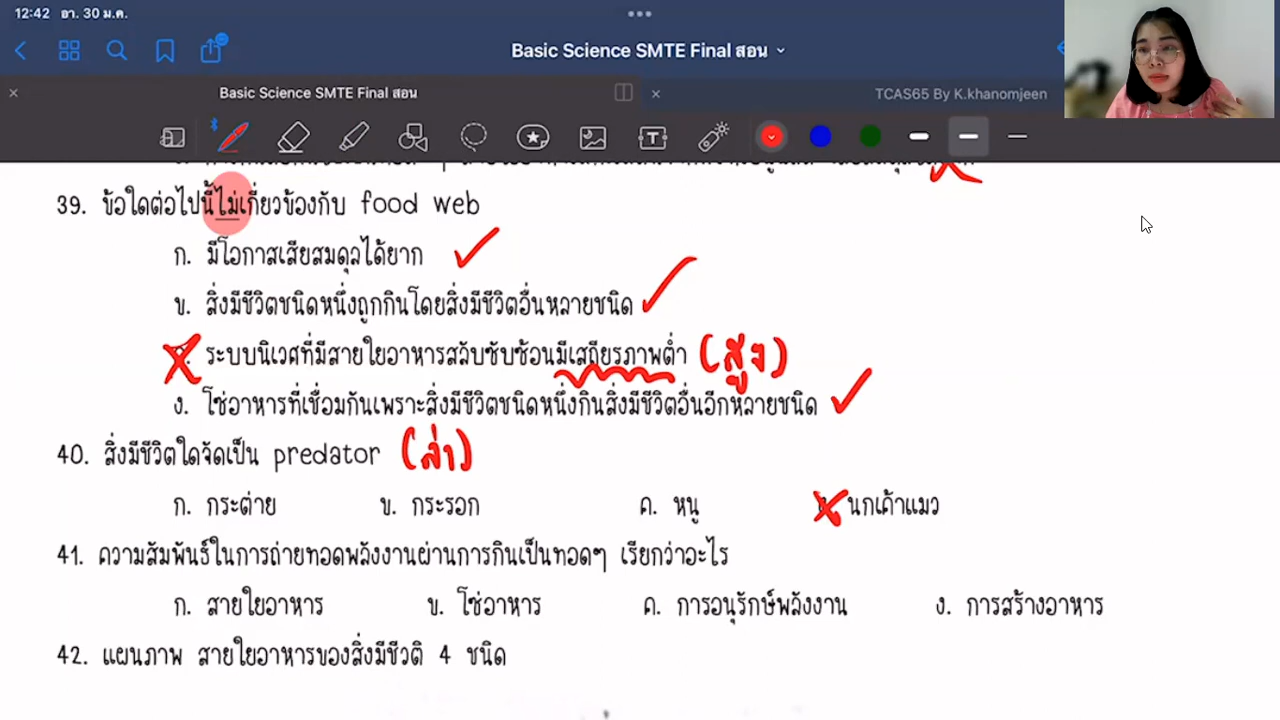 12:42 อา. 30 ม.ค.
Basic Science SMTE Final สอน
Basic Science SMTE Final สอน
TCAS65 By K.khanomjeen
39. ข้อใดต่อไปนี้ไม่เกี่ยวข้องกับ food web
ก. มีโอกาสเสียสมดุลได้ยาก
ข. สิ่งมีชีวิตชนิดหนึ่งถูกกินโดยสิ่งมีชีวิตอื่นหลายชนิด
ระบบนิเวศที่มีสายใยอาหารสลับซับซ้อนมีเสถียรภาพต่ำ (สูง)
ง. โซ่อาหารที่เชื่อมกันเพราะสิ่งมีชีวิตชนิดหนึ่งกินสิ่งมีชีวิตอื่นอีกหลายชนิด
40. สิ่งมีชีวิตใดจัดเป็น predator (ล่า)
ก. กระต่าย ข. กระรอก ค. หนู นกเค้าแมว
41. ความสัมพันธ์ในการถ่ายทอดพลังงานผ่านการกินเป็นทอดๆ เรียกว่าอะไร
ก. สายใยอาหาร ข. โซ่อาหาร ค. การอนุรักษ์พลังงาน ง. การสร้างอาหาร
42. แผนภาพ สายใยอาหารของสิ่งมีชีวติ 4 ชนิด